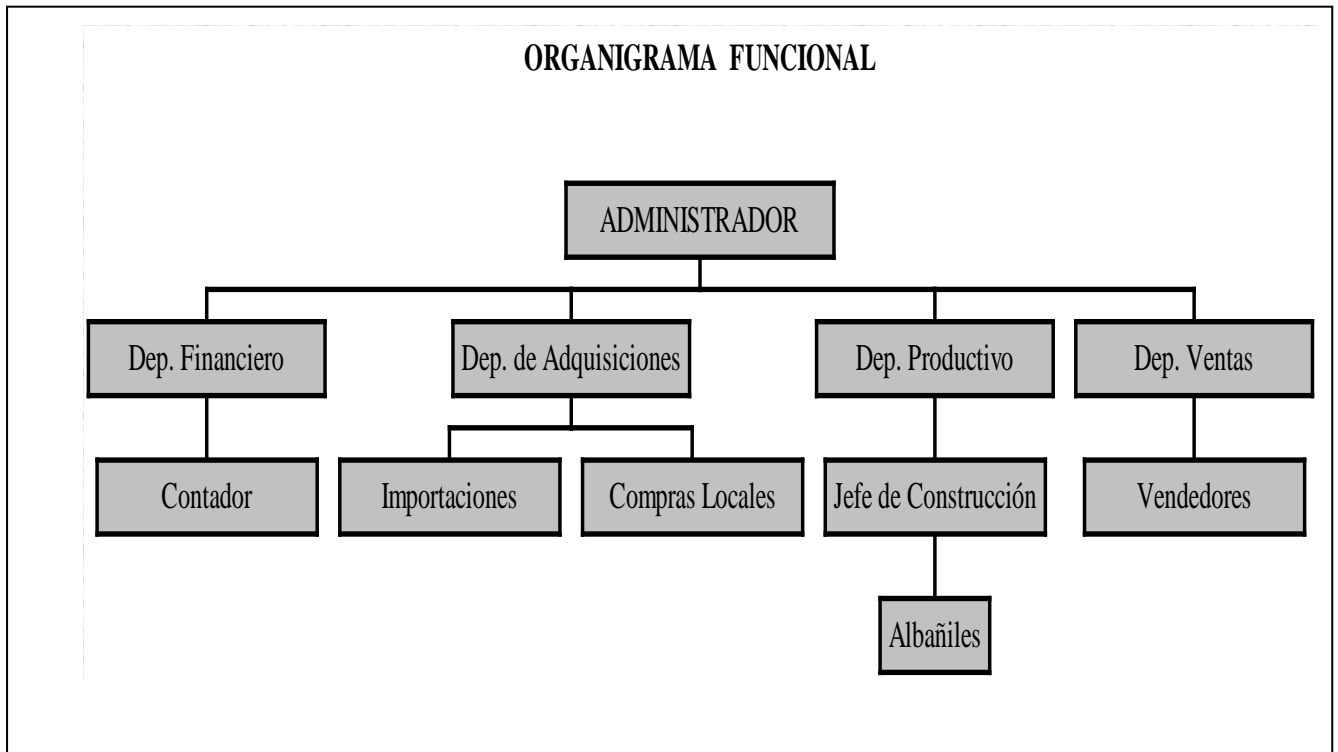 ORGANIGRAMA FUNCIONAL
ADMINISTRADOR
Dep. Financiero
Dep. de Adquisiciones
Dep. Productivo
Dep. Ventas
Contador
Importaciones
Compras Locales
Jefe de Construcción
Vendedores
Albañiles